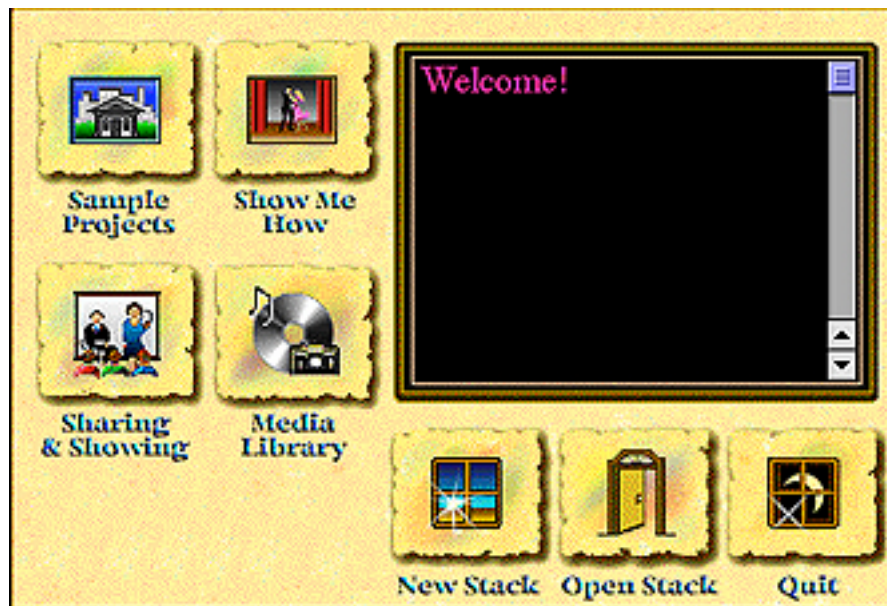 Welcome!
Sample
Projects
Show Me
How
Sharing
& Showing
Media
Library
New Stack
Open Stack
Quit